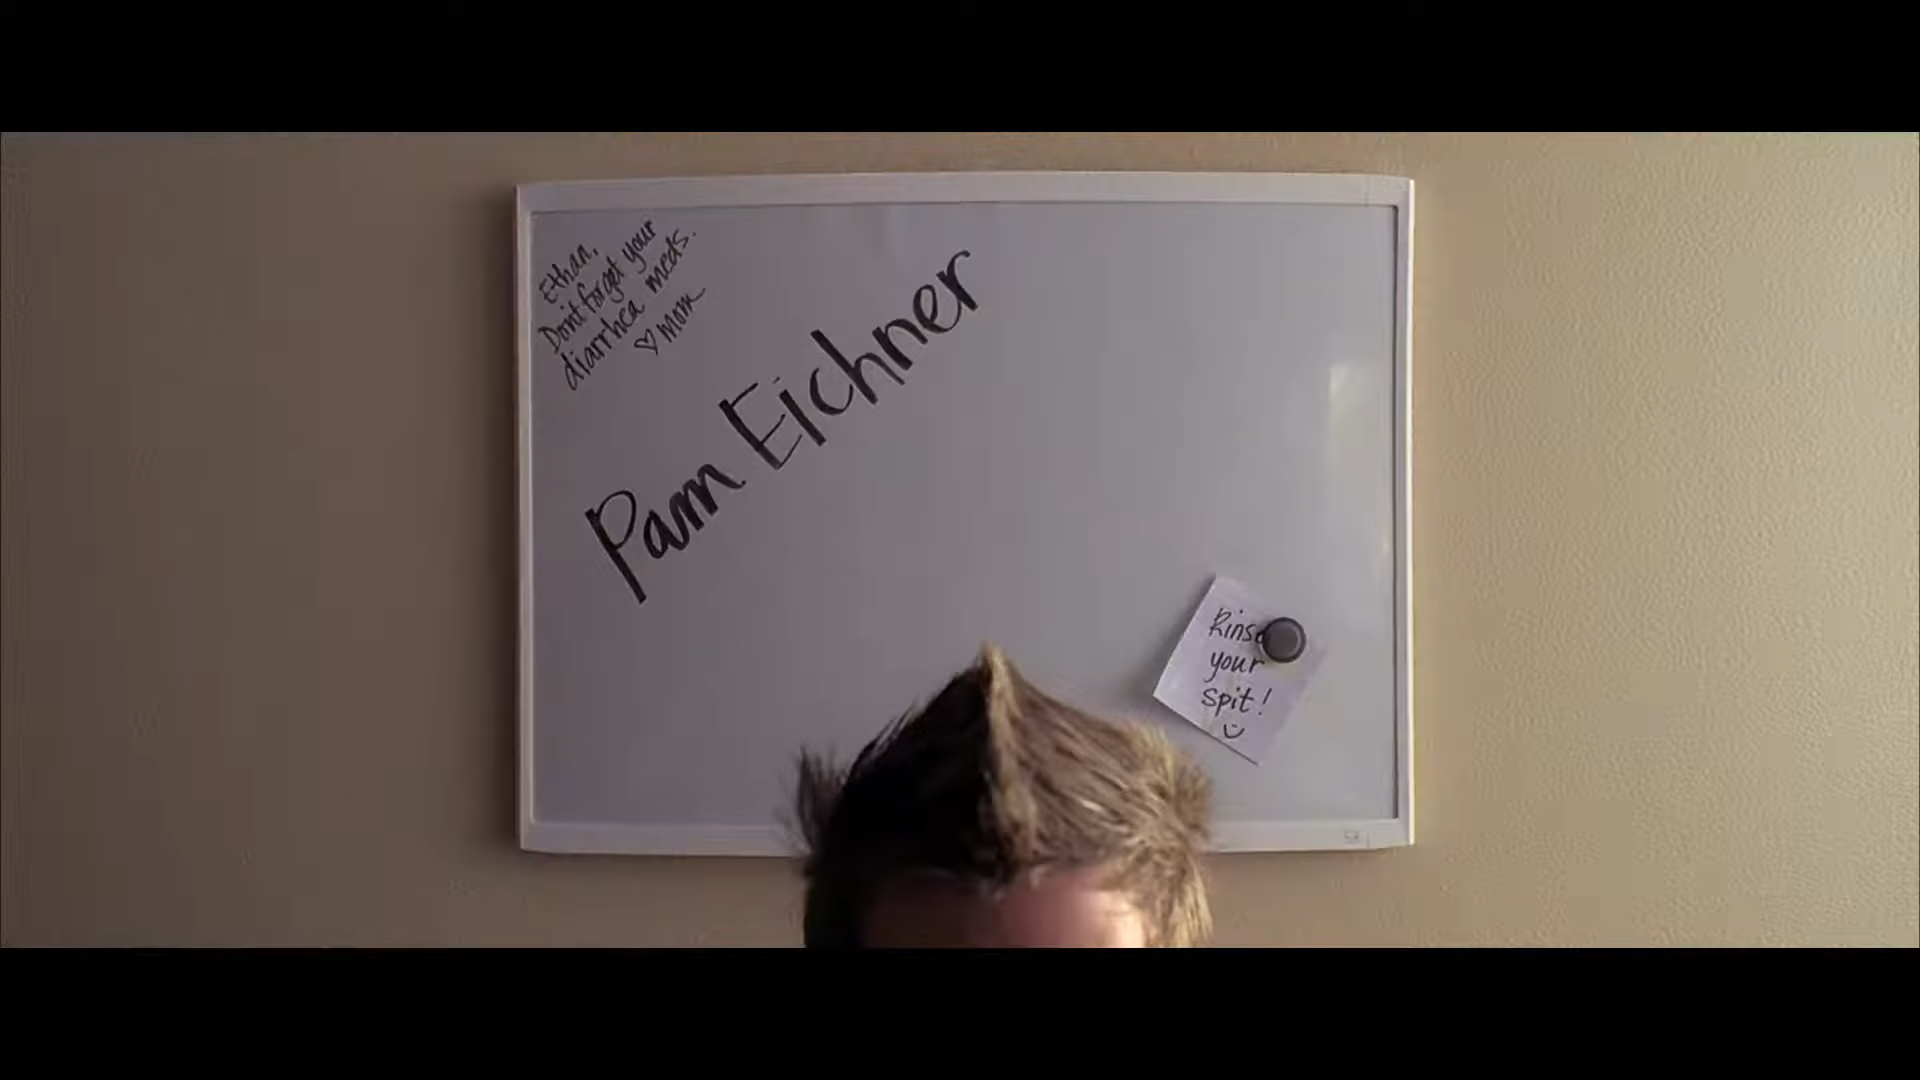 Ethan,
Don't forget your
diarrhea meds.
♡ Mom
Pam Eichner
Rinse
your
spit!